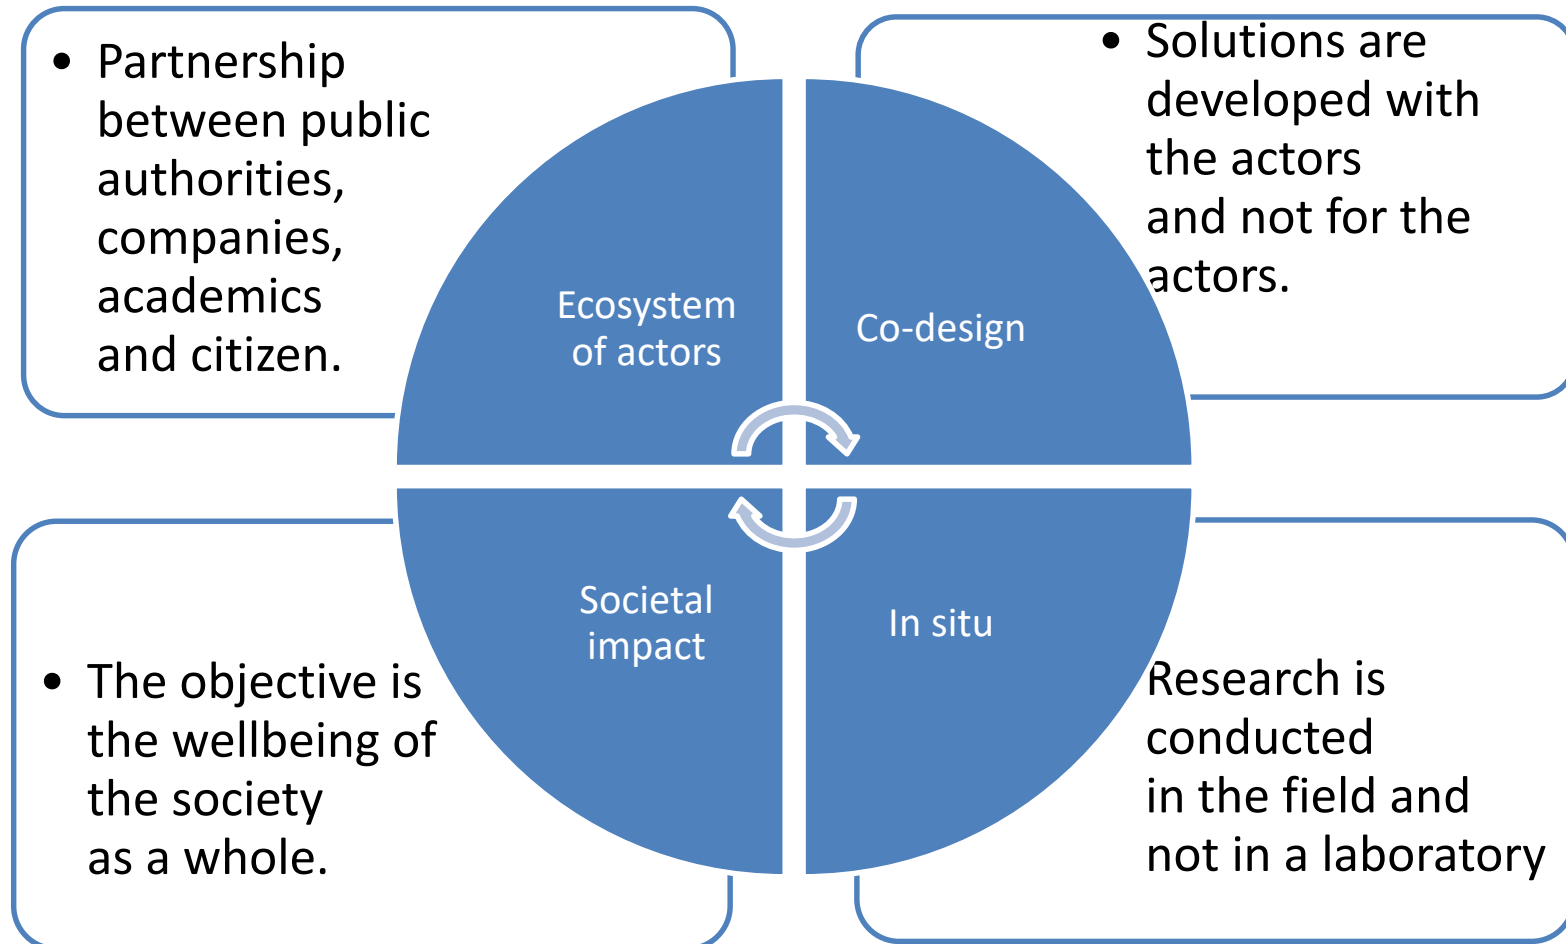 • Partnership
between public
authorities,
companies,
academics
and citizen.
• Solutions are
developed with
the actors
and not for the
actors.
Ecosystem
of actors
Co-design
Societal
impact
In situ
• The objective is
the wellbeing of
the society
as a whole.
Research is
conducted
in the field and
not in a laboratory